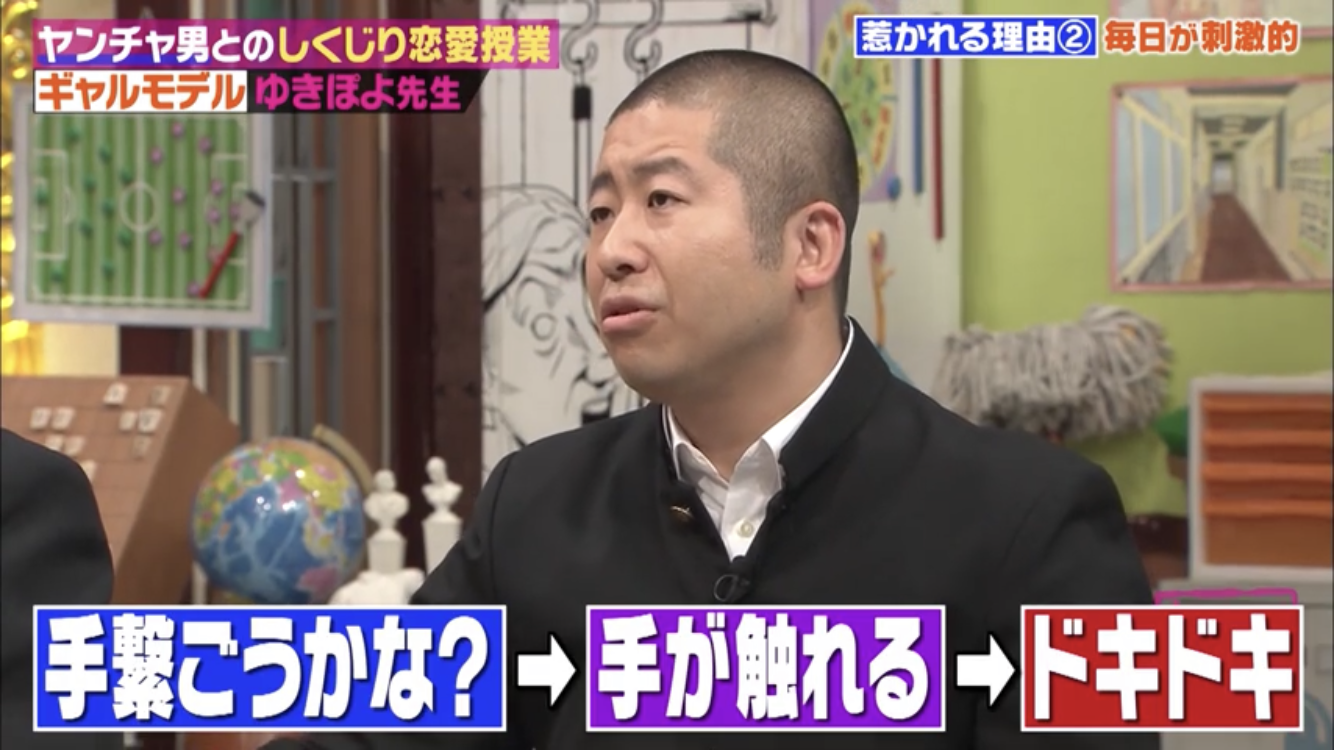 ヤンチャ男とのしくじり恋愛授業
ギャルモデル ゆきぽよ先生
惹かれる理由② 毎日が刺激的
手繋ごうかな?➡手が触れる➡ドキドキ